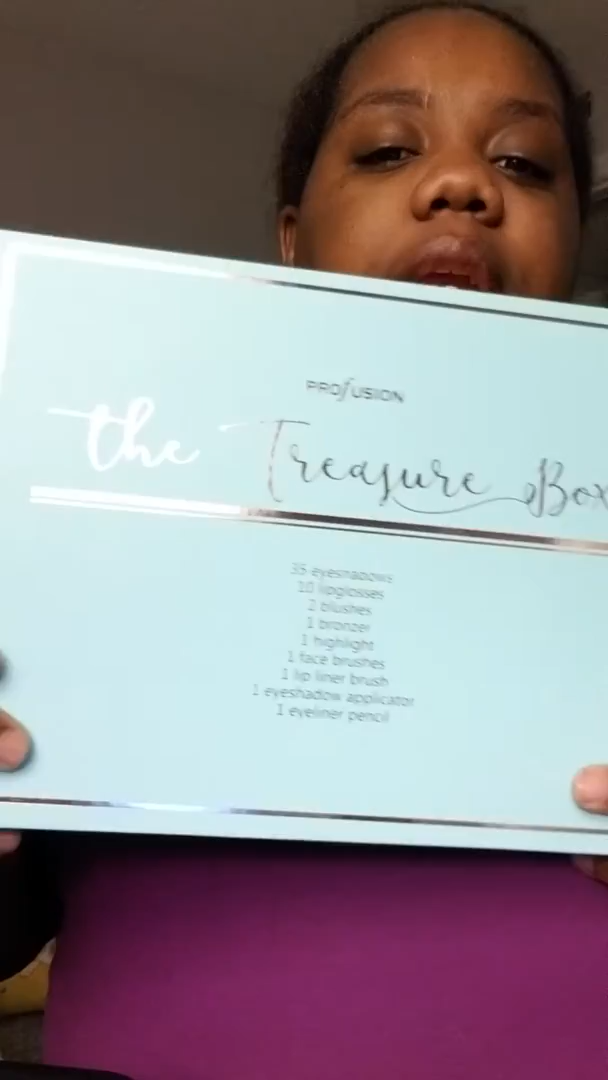 PROfUSION
the Treasure Box
35 eyeshadows
10 lipglosses
2 blushes
1 bronzer
1 highlight
1 face brushes
1 lip liner brush
1 eyeshadow applicator
1 eyeliner pencil